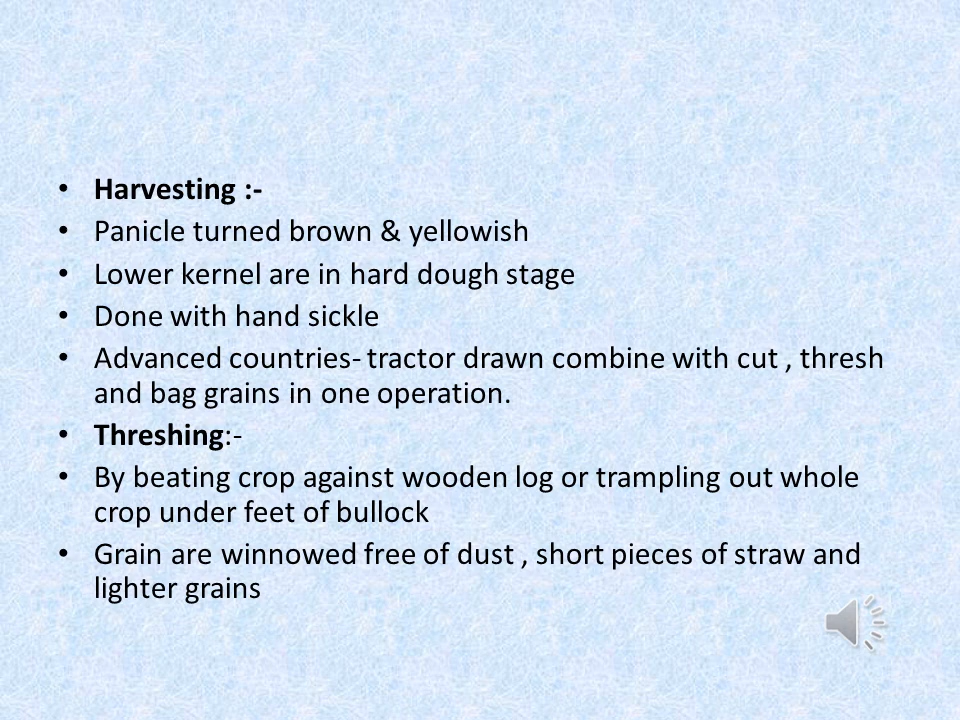 • Harvesting :-
• Panicle turned brown & yellowish
• Lower kernel are in hard dough stage
• Done with hand sickle
• Advanced countries- tractor drawn combine with cut , thresh
and bag grains in one operation.
• Threshing:-
• By beating crop against wooden log or trampling out whole
crop under feet of bullock
• Grain are winnowed free of dust , short pieces of straw and
lighter grains